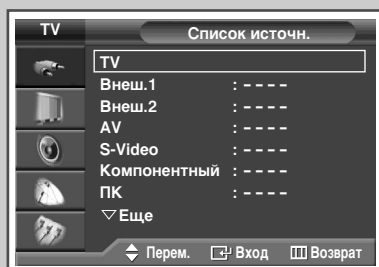 TV Список источн.
TV
Внеш.1 : - - - -
Внеш.2 : - - - -
AV : - - - -
S-Video : - - - -
Компонентный : - - - -
ПК : - - - -
▽Еще
Перем. Вход Возврат